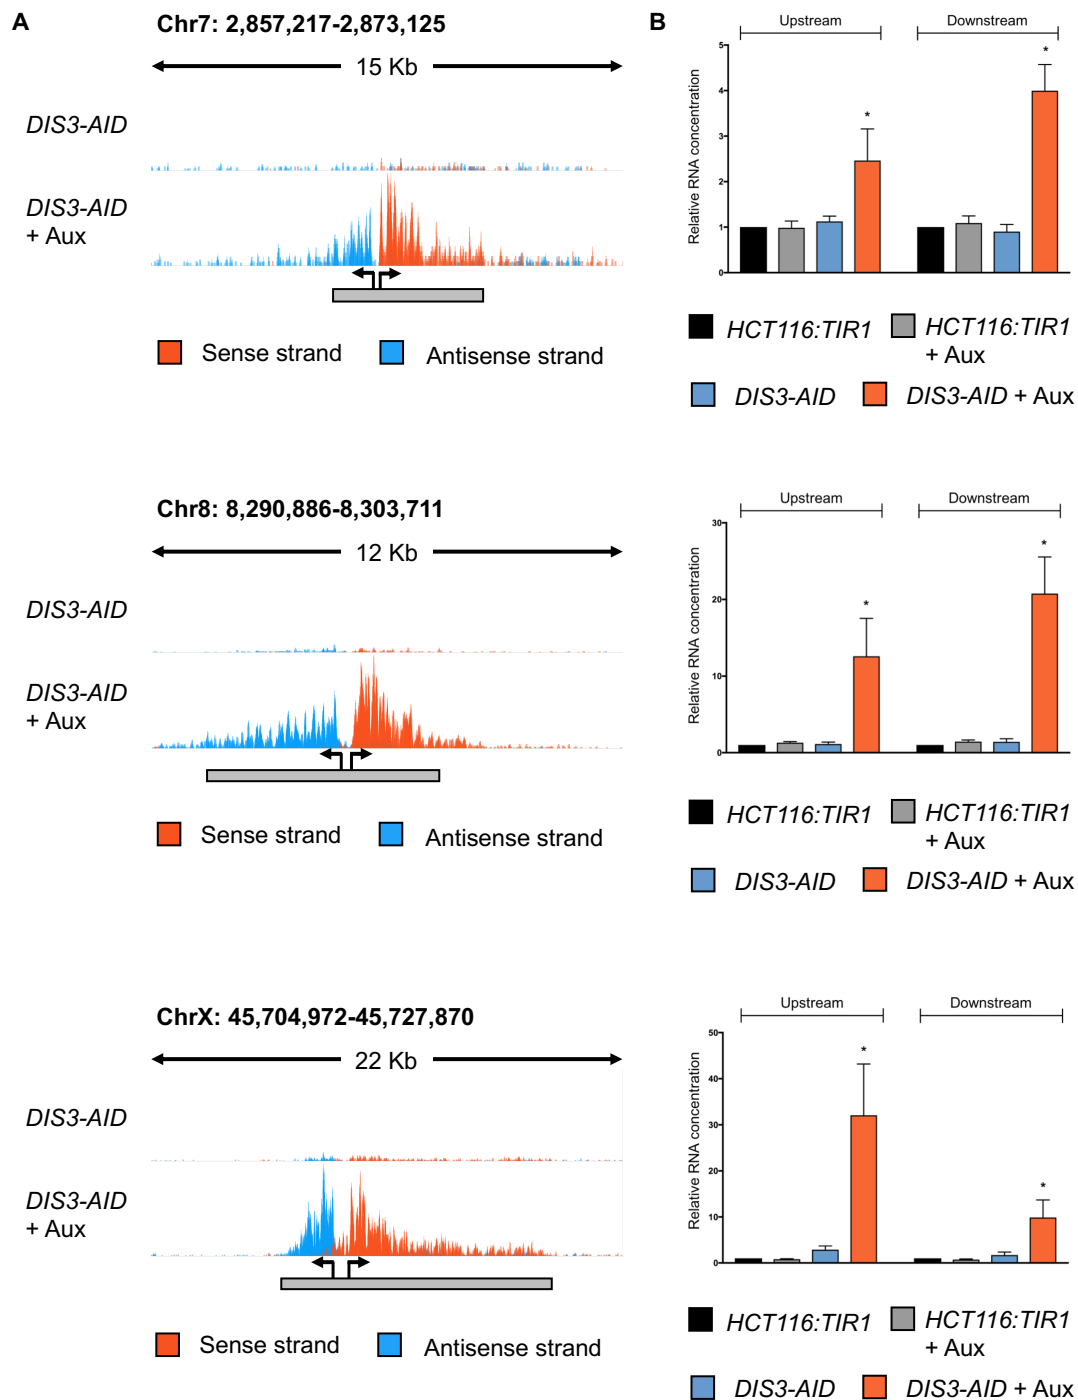 A
Chr7: 2,857,217-2,873,125
15 Kb
DIS3-AID
DIS3-AID
+ Aux
Sense strand
Antisense strand
B
Upstream
Downstream
Relative RNA concentration
5
4
3
2
1
0
*
*
HCT116:TIR1
HCT116:TIR1
+ Aux
DIS3-AID
DIS3-AID + Aux
Chr8: 8,290,886-8,303,711
12 Kb
DIS3-AID
DIS3-AID
+ Aux
Sense strand
Antisense strand
Upstream
Downstream
Relative RNA concentration
30
20
10
0
*
*
HCT116:TIR1
HCT116:TIR1
+ Aux
DIS3-AID
DIS3-AID + Aux
ChrX: 45,704,972-45,727,870
22 Kb
DIS3-AID
DIS3-AID
+ Aux
Sense strand
Antisense strand
Upstream
Downstream
Relative RNA concentration
50
40
30
20
10
0
*
*
HCT116:TIR1
HCT116:TIR1
+ Aux
DIS3-AID
DIS3-AID + Aux